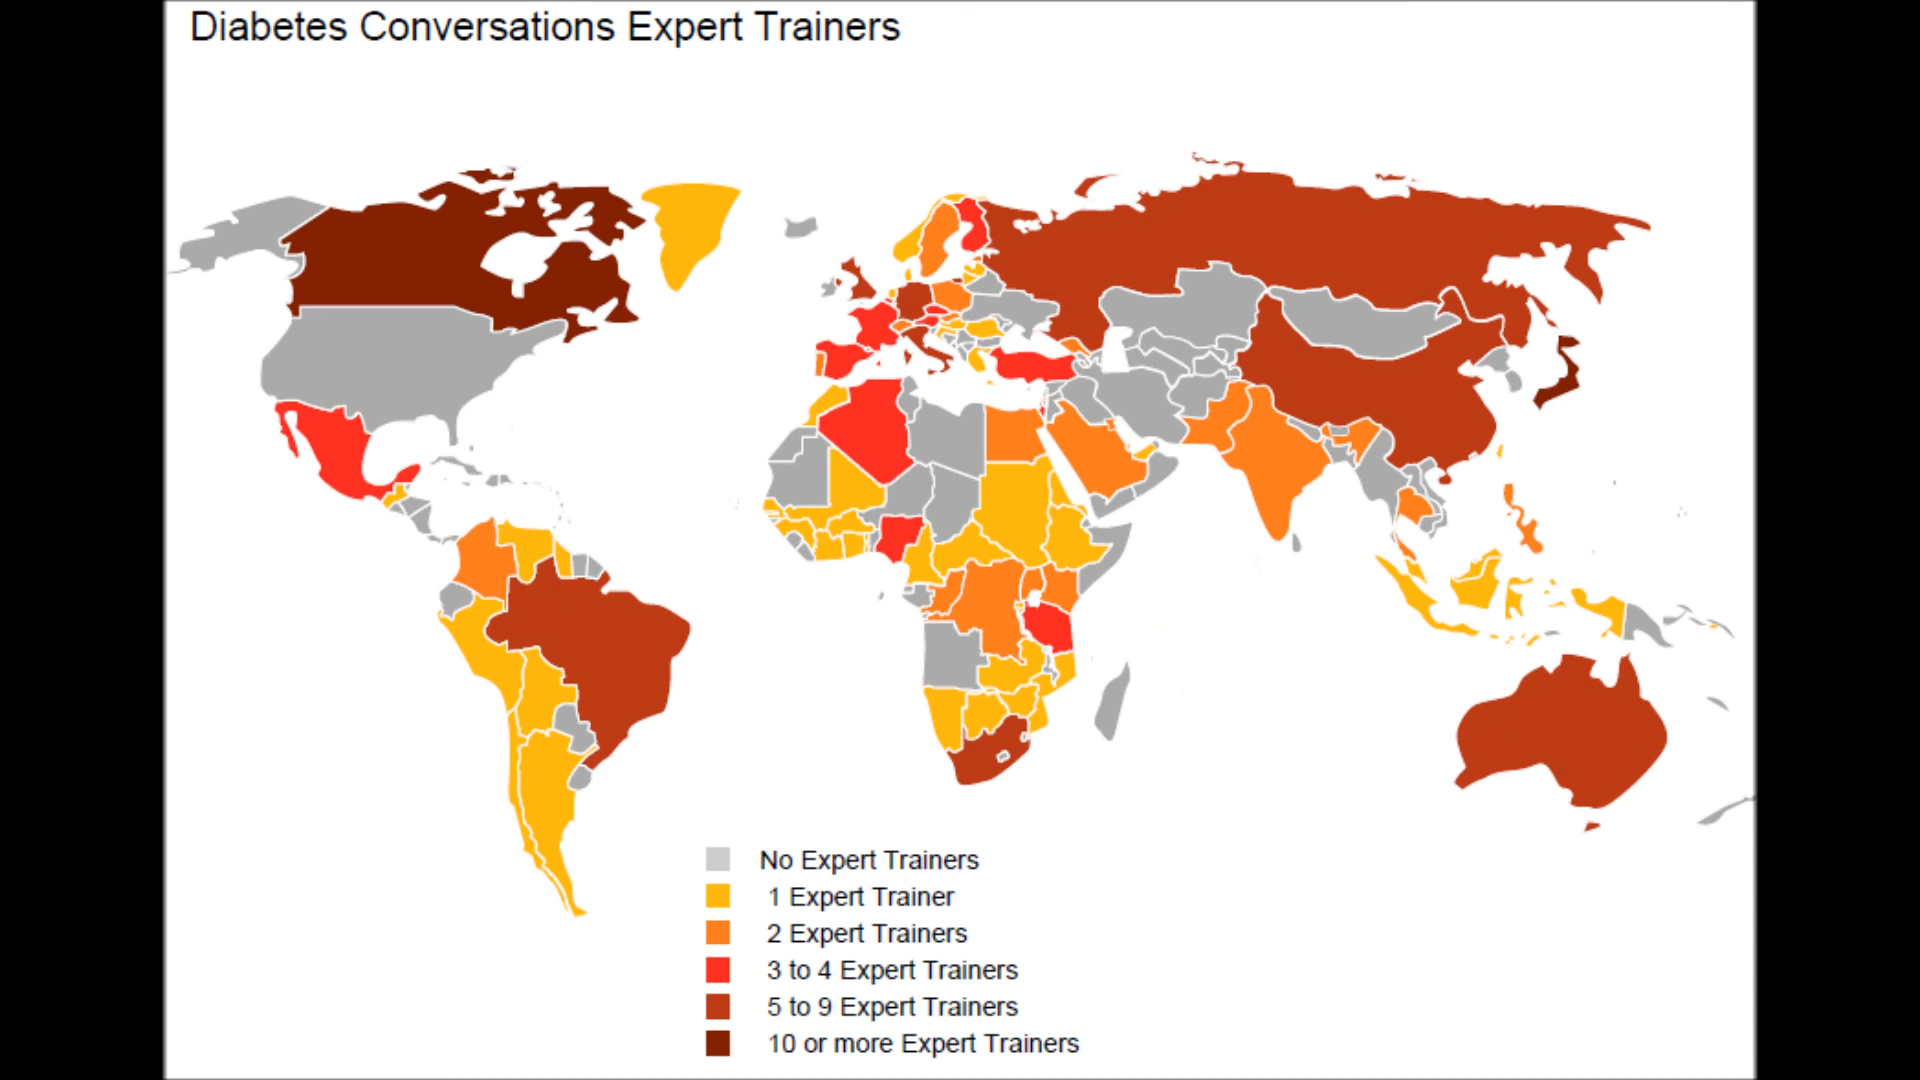 Diabetes Conversations Expert Trainers
No Expert Trainers
1 Expert Trainer
2 Expert Trainers
3 to 4 Expert Trainers
5 to 9 Expert Trainers
10 or more Expert Trainers